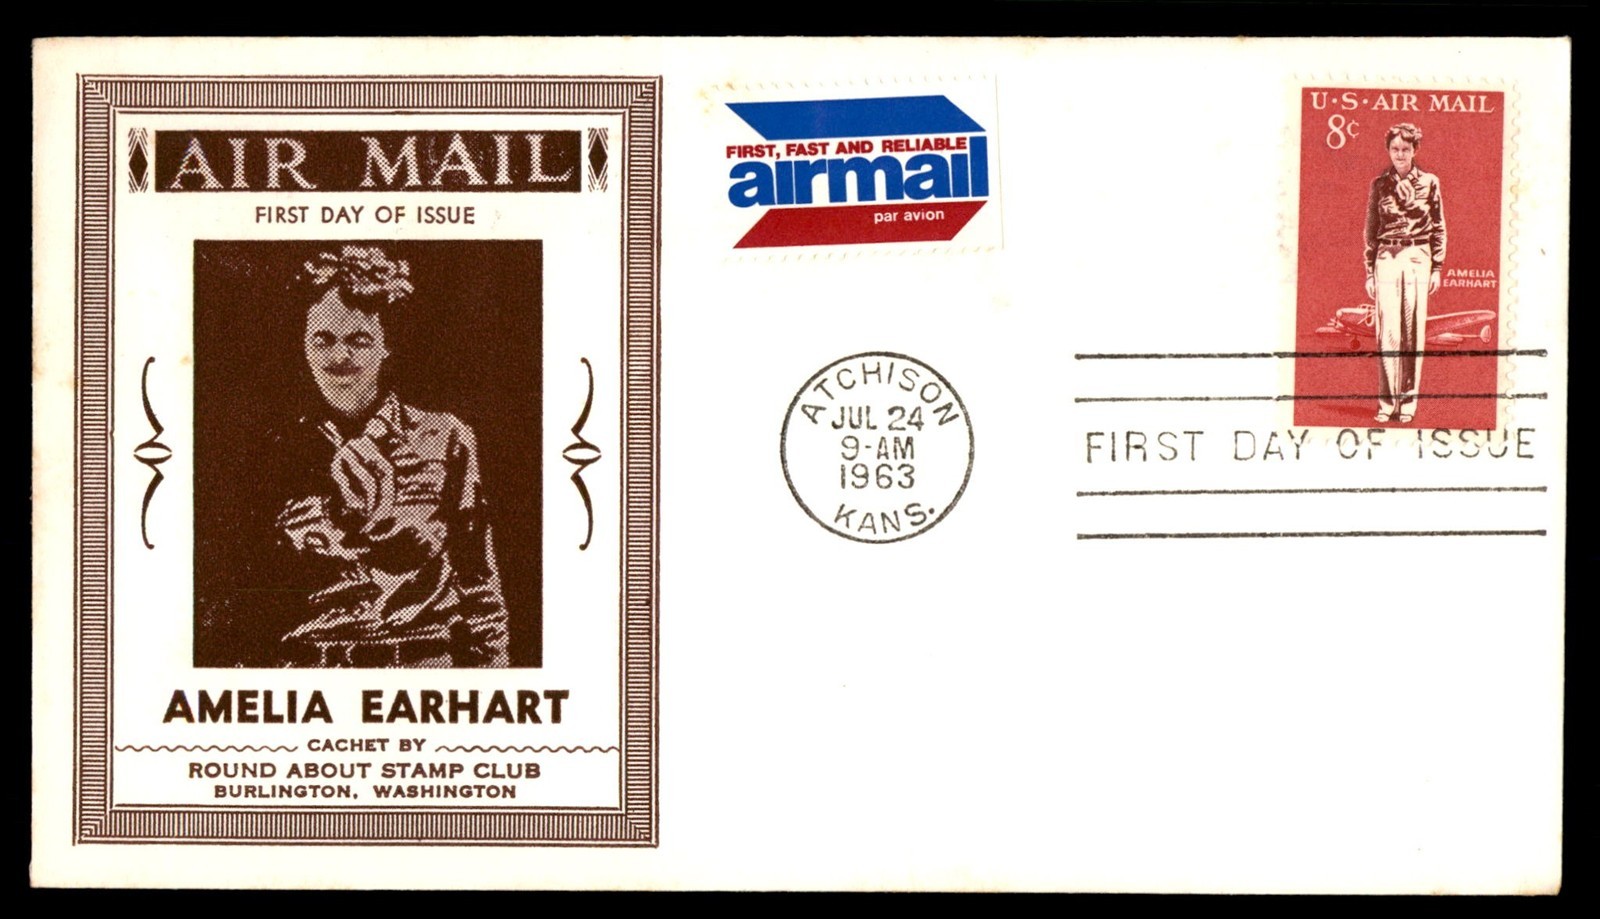 AIR MAIL
FIRST DAY OF ISSUE
AMELIA EARHART
CACHET BY
ROUND ABOUT STAMP CLUB
BURLINGTON, WASHINGTON
FIRST, FAST AND RELIABLE
airmail
par avion
ATCHISON
JUL 24
9-AM
1963
KANS.
U·S·AIR MAIL
8¢
AMELIA
EARHART
FIRST DAY OF ISSUE